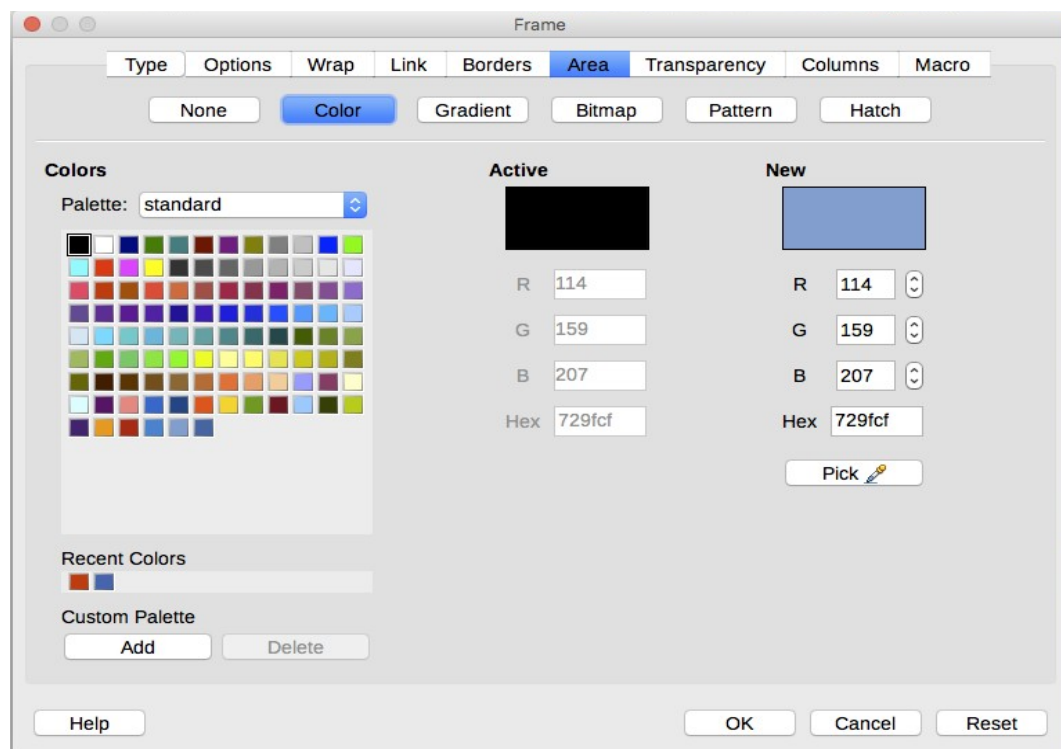 Frame
Type Options Wrap Link Borders Area Transparency Columns Macro
None Color Gradient Bitmap Pattern Hatch
Colors
Palette: standard
Recent Colors
Custom Palette
Add Delete
Active
R 114
G 159
B 207
Hex 729fcf
New
R 114
G 159
B 207
Hex 729fcf
Pick
Help OK Cancel Reset